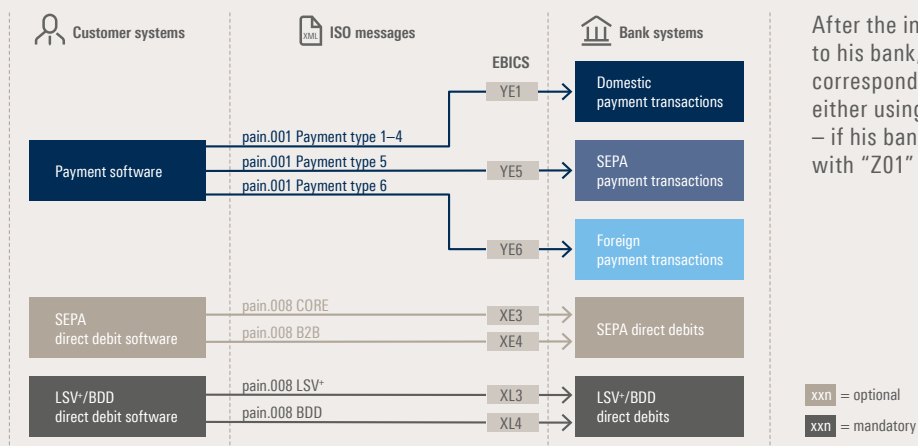 Customer systems
XML
ISO messages
Bank systems
EBICS
Payment software
pain.001 Payment type 1–4
YE1
Domestic
payment transactions
pain.001 Payment type 5
YE5
SEPA
payment transactions
pain.001 Payment type 6
YE6
Foreign
payment transactions
SEPA
direct debit software
pain.008 CORE
XE3
pain.008 B2B
XE4
SEPA direct debits
LSV+/BDD
direct debit software
pain.008 LSV+
XL3
pain.008 BDD
XL4
LSV+/BDD
direct debits
After the in
to his bank,
correspond
either using
– if his ban
with “Z01”
xxn = optional
xxn = mandatory